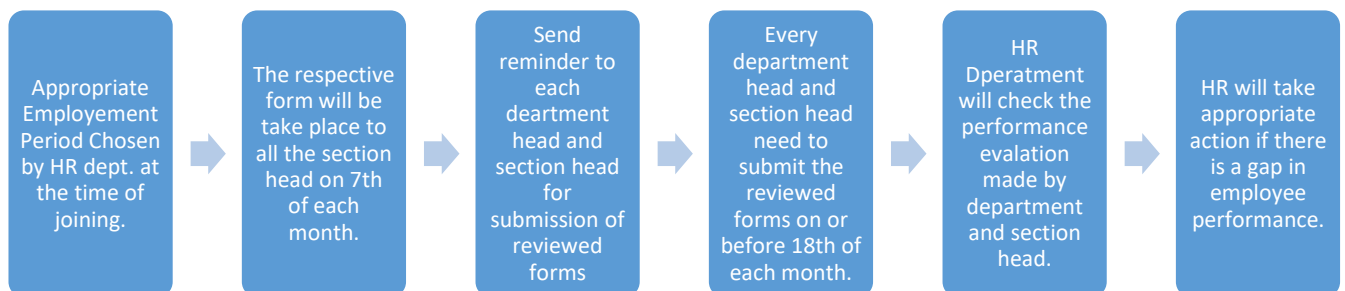 Appropriate
Employement
Period Chosen
by HR dept. at
the time of
joining.
The respective
form will be
take place to
all the section
head on 7th
of each
month.
Send
reminder to
each
deartment
head and
section head
for
submission of
reviewed
forms
Every
department
head and
section head
need to
submit the
reviewed
forms on or
before 18th of
each month.
HR
Dperatment
will check the
performance
evalation
made by
department
and section
head.
HR will take
appropriate
action if there
is a gap in
employee
performance.